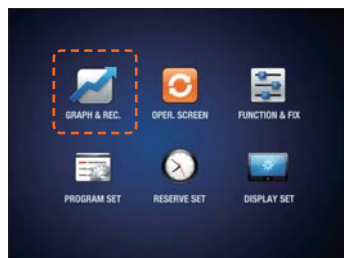 GRAPH & REC.
OPER. SCREEN
FUNCTION & FIX
PROGRAM SET
RESERVE SET
DISPLAY SET